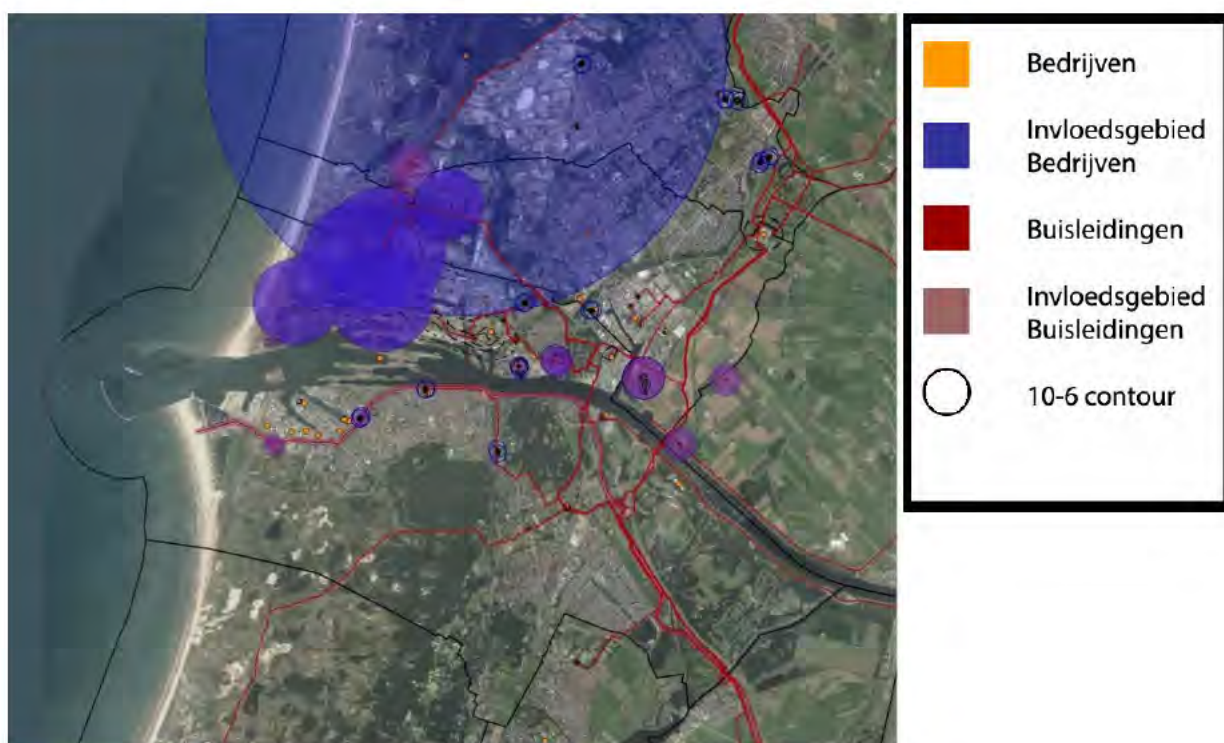 Bedrijven
Invloedsgebied
Bedrijven
Buisleidingen
Invloedsgebied
Buisleidingen
10-6 contour